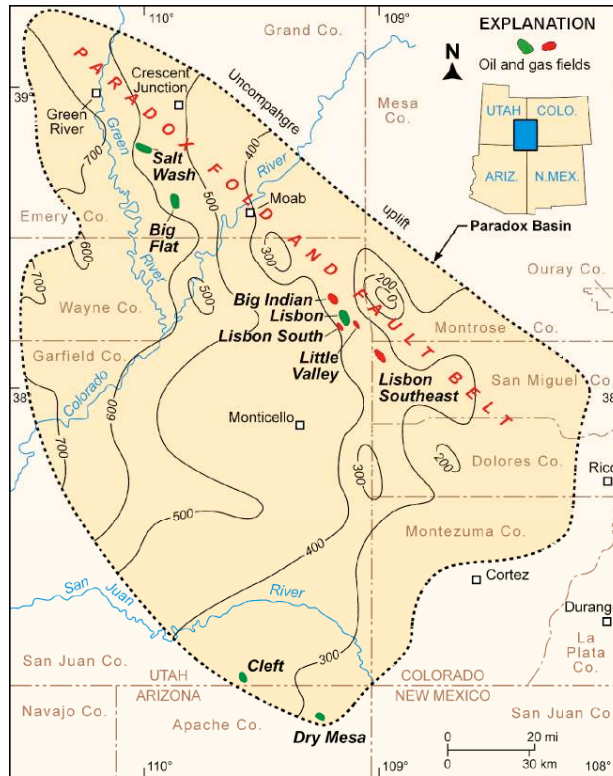 110°
109°
EXPLANATION
Oil and gas fields
N
Grand Co.
Mesa
Co.
UTAH
COLO.
ARIZ.
N.MEX.
Paradox Basin
39°
Green
River
Crescent
Junction
PARADOX FOLD AND FAULT BELT
Uncompahgre
uplift
Green
River
River
700
Salt
Wash
500
400
Moab
Emery Co.
Big
Flat
600
300
700
500
200
0
Ouray Co.
Wayne Co.
Big Indian
Lisbon
Lisbon South
Little
Valley
Montrose Co.
Garfield Co.
Lisbon
Southeast
San Miguel Co.
38°
38
Colorado
600
700
Monticello
300
200
Dolores Co.
Rico
500
400
Montezuma Co.
San Juan River
Cortez
Durang
300
La
Plata
Co.
San Juan Co.
UTAH
ARIZONA
Cleft
COLORADO
NEW MEXICO
Navajo Co.
Apache Co.
Dry Mesa
San Juan Co.
0 20 mi
0 30 km
110°
109°
108°